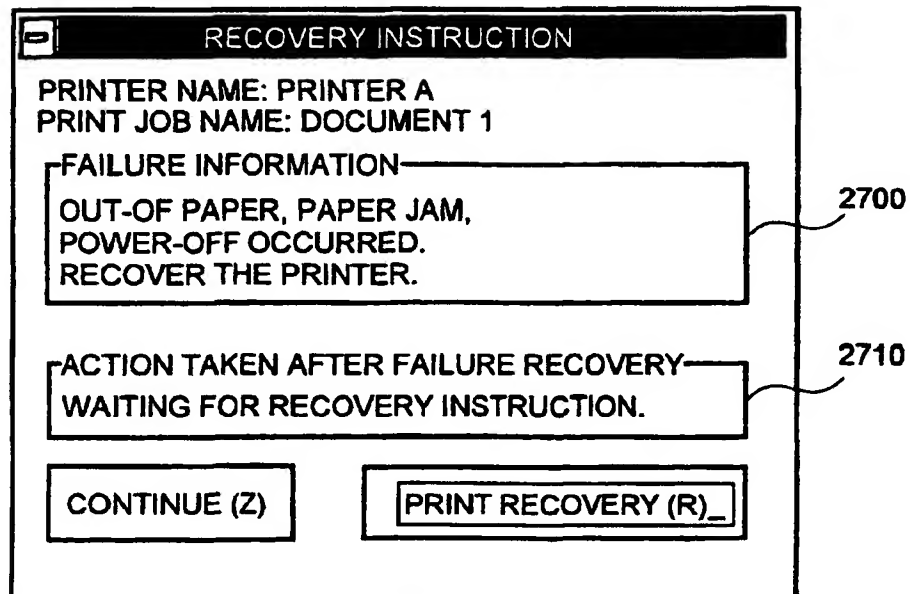 RECOVERY INSTRUCTION
PRINTER NAME: PRINTER A
PRINT JOB NAME: DOCUMENT 1
FAILURE INFORMATION
OUT-OF PAPER, PAPER JAM,
POWER-OFF OCCURRED.
RECOVER THE PRINTER.
2700
ACTION TAKEN AFTER FAILURE RECOVERY
WAITING FOR RECOVERY INSTRUCTION.
2710
CONTINUE (Z)
PRINT RECOVERY (R)_